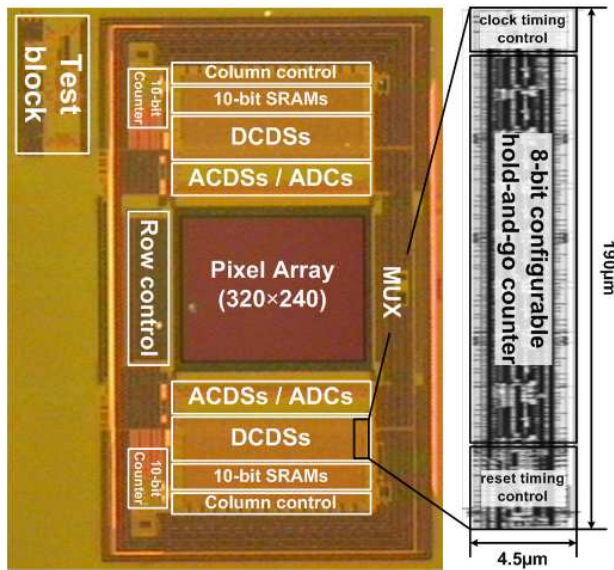 Test
block
10-bit
Counter
Column control
10-bit SRAMs
DCDSs
ACDSs / ADCs
Row control
Pixel Array
(320×240)
MUX
ACDSs / ADCs
DCDSs
10-bit SRAMs
Column control
10-bit
Counter
clock timing
control
8-bit configurable
hold-and-go counter
reset timing
control
190µm
4.5µm